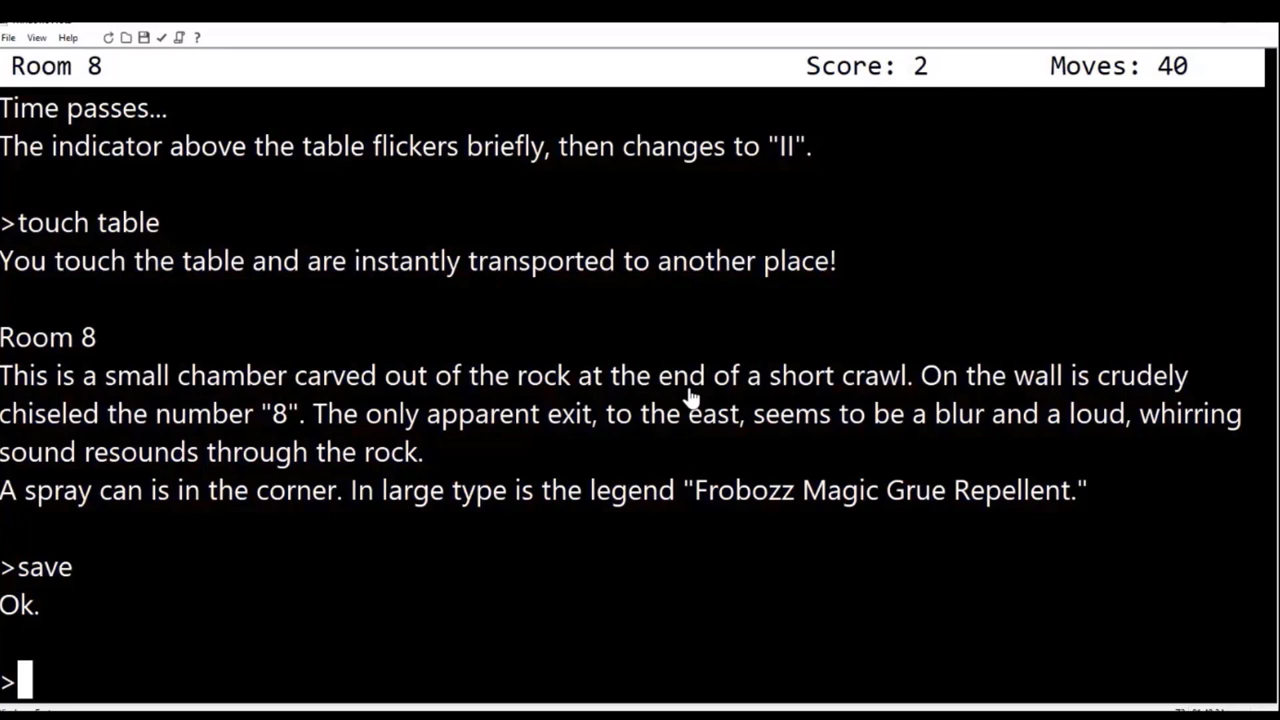 File View Help ?
Room 8 Score: 2 Moves: 40
Time passes...
The indicator above the table flickers briefly, then changes to "II".
>touch table
You touch the table and are instantly transported to another place!
Room 8
This is a small chamber carved out of the rock at the end of a short crawl. On the wall is crudely
chiseled the number "8". The only apparent exit, to the east, seems to be a blur and a loud, whirring
sound resounds through the rock.
A spray can is in the corner. In large type is the legend "Frobozz Magic Grue Repellent."
>save
Ok.
>